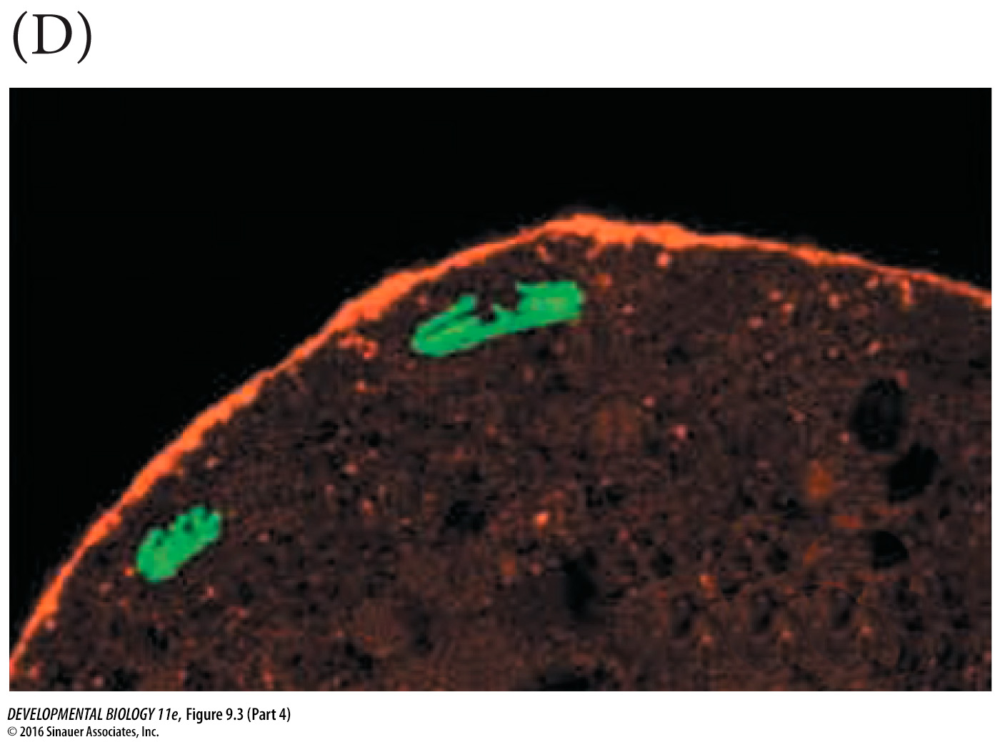 (D)
DEVELOPMENTAL BIOLOGY 11e, Figure 9.3 (Part 4)
© 2016 Sinauer Associates, Inc.